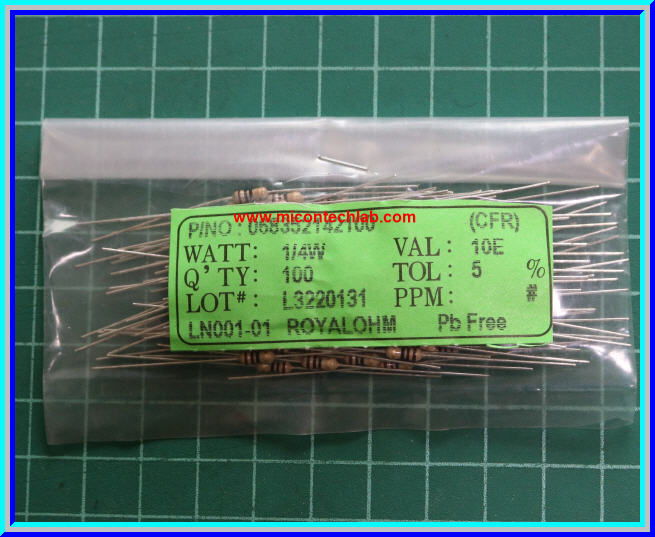 www.micontechlab.com
P/NO : 068352142100 (CFR)
WATT: 1/4W VAL : 10E
Q'TY: 100 TOL : 5 %
LOT# : L3220131 PPM : #
LN001-01 ROYALOHM Pb Free